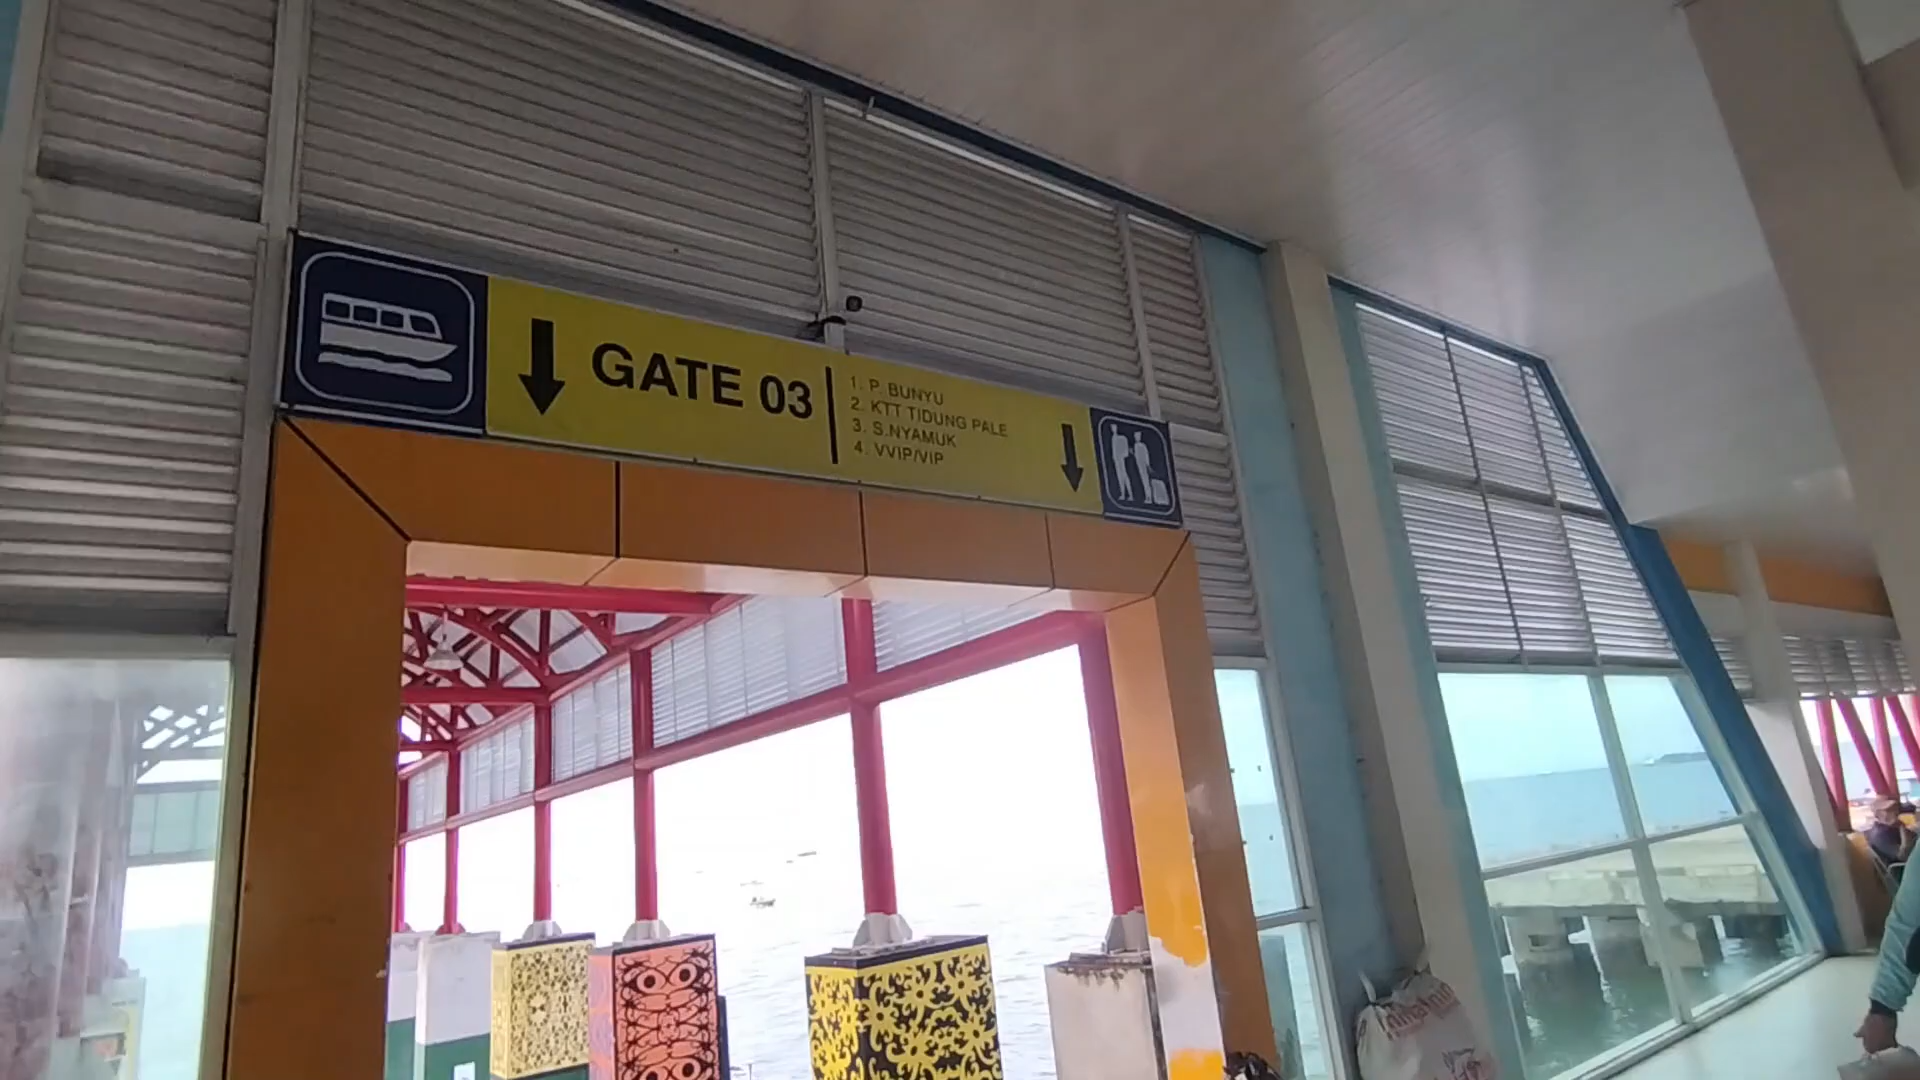 GATE 03
1. P. BUNYU
2. KTT TIDUNG PALE
3. S.NYAMUK
4. VVIP/VIP